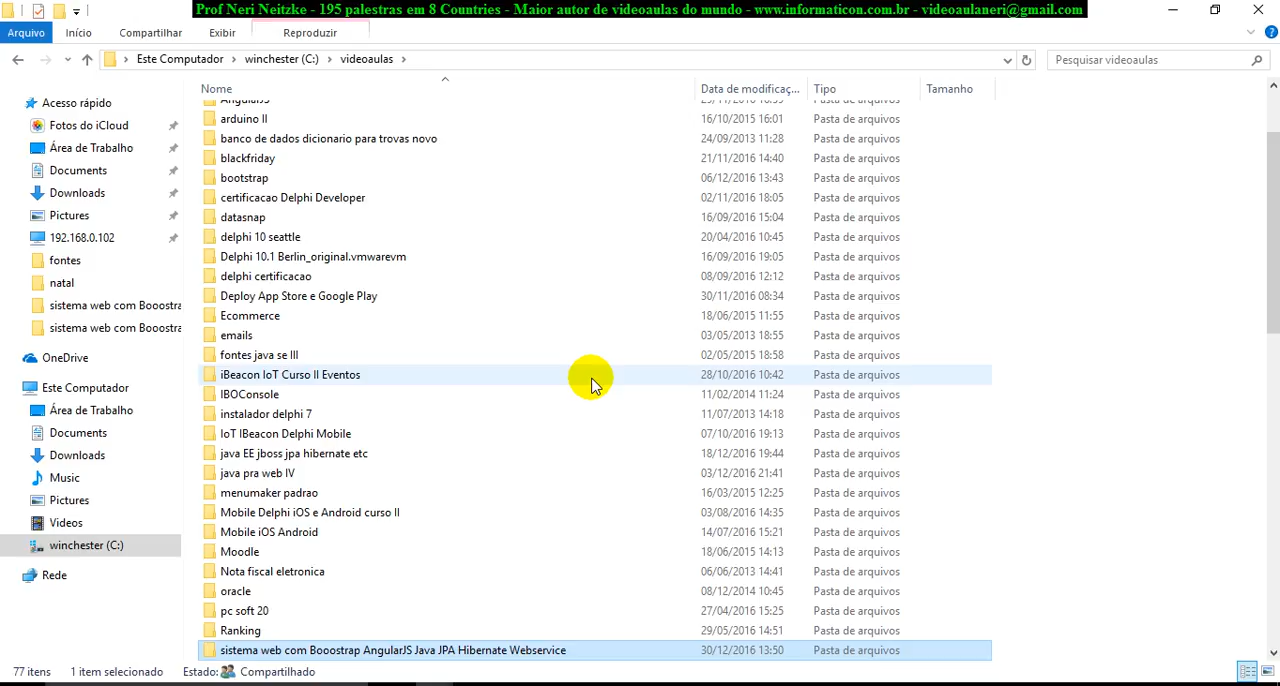 Prof Neri Neitzke - 195 palestras em 8 Countries - Maior autor de videoaulas do mundo - www.informaticon.com.br - videoaulaneri@gmail.com
Arquivo Início Compartilhar Exibir Reproduzir
Este Computador winchester (C:) videoaulas Pesquisar videoaulas
Nome Data de modificaç... Tipo Tamanho
AngularJS Pasta de arquivos
arduino II 16/10/2015 16:01 Pasta de arquivos
banco de dados dicionario para trovas novo 24/09/2013 11:28 Pasta de arquivos
blackfriday 21/11/2016 14:40 Pasta de arquivos
bootstrap 06/12/2016 13:43 Pasta de arquivos
certificacao Delphi Developer 02/11/2016 18:05 Pasta de arquivos
datasnap 16/09/2016 15:04 Pasta de arquivos
delphi 10 seattle 20/04/2016 10:45 Pasta de arquivos
Delphi 10.1 Berlin_original.vmwarevm 16/09/2016 19:05 Pasta de arquivos
delphi certificacao 08/09/2016 12:12 Pasta de arquivos
Deploy App Store e Google Play 30/11/2016 08:34 Pasta de arquivos
Ecommerce 18/06/2015 11:55 Pasta de arquivos
emails 03/05/2013 18:55 Pasta de arquivos
fontes java se III 02/05/2015 18:58 Pasta de arquivos
iBeacon IoT Curso II Eventos 28/10/2016 10:42 Pasta de arquivos
IBOConsole 11/02/2014 11:24 Pasta de arquivos
instalador delphi 7 11/07/2013 14:18 Pasta de arquivos
IoT IBeacon Delphi Mobile 07/10/2016 19:13 Pasta de arquivos
java EE jboss jpa hibernate etc 18/12/2016 19:44 Pasta de arquivos
java pra web IV 03/12/2016 21:41 Pasta de arquivos
menumaker padrao 16/03/2015 12:25 Pasta de arquivos
Mobile Delphi iOS e Android curso II 03/08/2016 14:35 Pasta de arquivos
Mobile iOS Android 14/07/2016 15:21 Pasta de arquivos
Moodle 18/06/2015 14:13 Pasta de arquivos
Nota fiscal eletronica 06/06/2013 14:41 Pasta de arquivos
oracle 08/12/2014 10:45 Pasta de arquivos
pc soft 20 27/04/2016 15:25 Pasta de arquivos
Ranking 29/05/2016 14:51 Pasta de arquivos
sistema web com Booostrap AngularJS Java JPA Hibernate Webservice 30/12/2016 13:50 Pasta de arquivos
Acesso rápido
Fotos do iCloud
Área de Trabalho
Documents
Downloads
Pictures
192.168.0.102
fontes
natal
sistema web com Booostra
sistema web com Booostra
OneDrive
Este Computador
Área de Trabalho
Documents
Downloads
Music
Pictures
Videos
winchester (C:)
Rede
77 itens 1 item selecionado Estado: Compartilhado